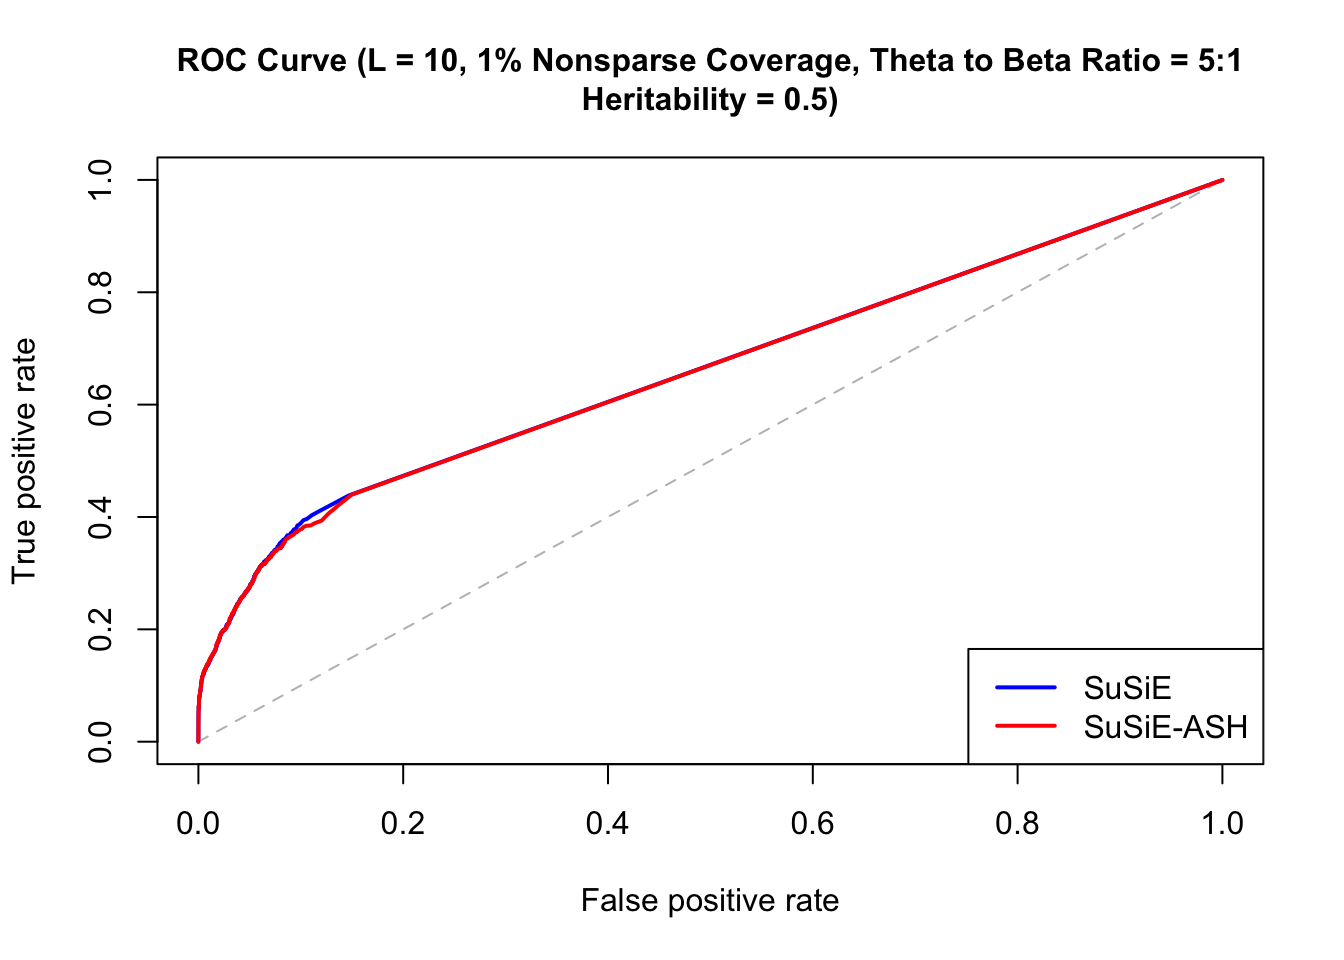 ROC Curve (L = 10, 1% Nonsparse Coverage, Theta to Beta Ratio = 5:1
Heritability = 0.5)
True positive rate
1.0
0.8
0.6
0.4
0.2
0.0
SuSiE
SuSiE-ASH
0.0 0.2 0.4 0.6 0.8 1.0
False positive rate